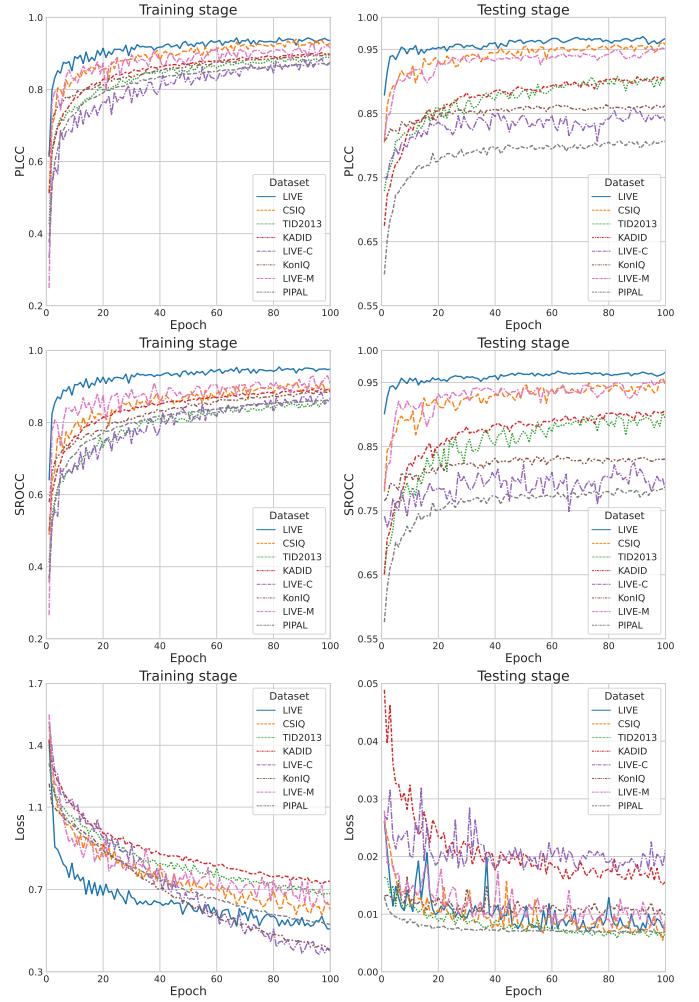 Training stage
PLCC
1.0
0.8
0.6
0.4
0.2
0 20 40 60 80 100
Epoch
Dataset
LIVE
CSIQ
TID2013
KADID
LIVE-C
KonIQ
LIVE-M
PIPAL
Testing stage
PLCC
1.00
0.95
0.85
0.75
0.65
0.55
0 20 40 60 80 100
Epoch
Dataset
LIVE
CSIQ
TID2013
KADID
LIVE-C
KonIQ
LIVE-M
PIPAL
Training stage
SROCC
1.0
0.8
0.6
0.4
0.2
0 20 40 60 80 100
Epoch
Dataset
LIVE
CSIQ
TID2013
KADID
LIVE-C
KonIQ
LIVE-M
PIPAL
Testing stage
SROCC
1.00
0.95
0.85
0.75
0.65
0.55
0 20 40 60 80 100
Epoch
Dataset
LIVE
CSIQ
TID2013
KADID
LIVE-C
KonIQ
LIVE-M
PIPAL
Training stage
Loss
1.7
1.4
1.1
0.7
0.3
0 20 40 60 80 100
Epoch
Dataset
LIVE
CSIQ
TID2013
KADID
LIVE-C
KonIQ
LIVE-M
PIPAL
Testing stage
Loss
0.05
0.04
0.03
0.02
0.01
0.00
0 20 40 60 80 100
Epoch
Dataset
LIVE
CSIQ
TID2013
KADID
LIVE-C
KonIQ
LIVE-M
PIPAL